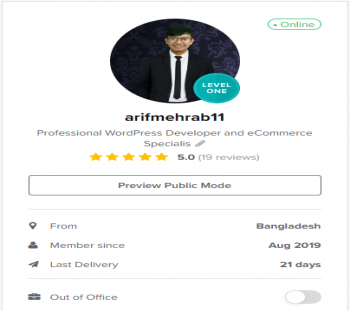 • Online
LEVEL
ONE
arifmehrab11
Professional WordPress Developer and eCommerce
Specialis
5.0 (19 reviews)
Preview Public Mode
From Bangladesh
Member since Aug 2019
Last Delivery 21 days
Out of Office